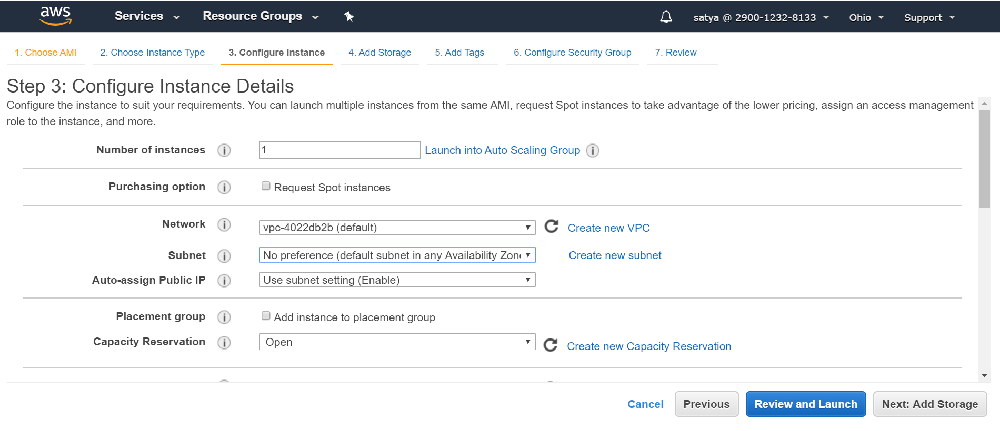 aws Services Resource Groups satya @ 2900-1232-8133 Ohio Support
1. Choose AMI 2. Choose Instance Type 3. Configure Instance 4. Add Storage 5. Add Tags 6. Configure Security Group 7. Review
Step 3: Configure Instance Details
Configure the instance to suit your requirements. You can launch multiple instances from the same AMI, request Spot instances to take advantage of the lower pricing, assign an access management
role to the instance, and more.
Number of instances 1 Launch into Auto Scaling Group
Purchasing option Request Spot instances
Network vpc-4022db2b (default) Create new VPC
Subnet No preference (default subnet in any Availability Zone Create new subnet
Auto-assign Public IP Use subnet setting (Enable)
Placement group Add instance to placement group
Capacity Reservation Open Create new Capacity Reservation
Cancel Previous Review and Launch Next: Add Storage